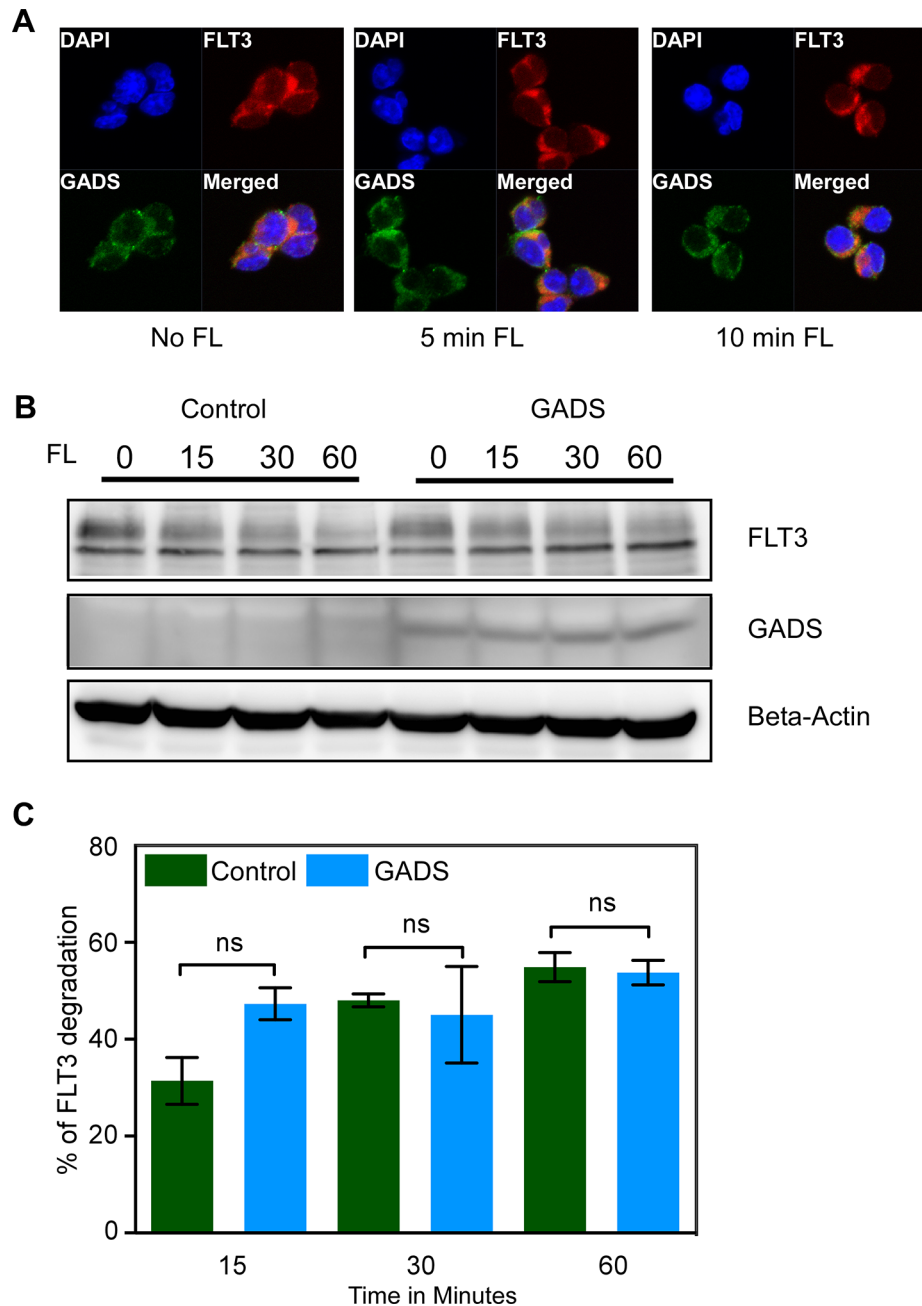 A
DAPI FLT3 DAPI FLT3 DAPI FLT3
GADS Merged GADS Merged GADS Merged
No FL 5 min FL 10 min FL
B
Control GADS
FL 0 15 30 60 0 15 30 60
FLT3
GADS
Beta-Actin
C
80
Control GADS
ns
ns
ns
60
40
20
0
% of FLT3 degradation
15 30 60
Time in Minutes